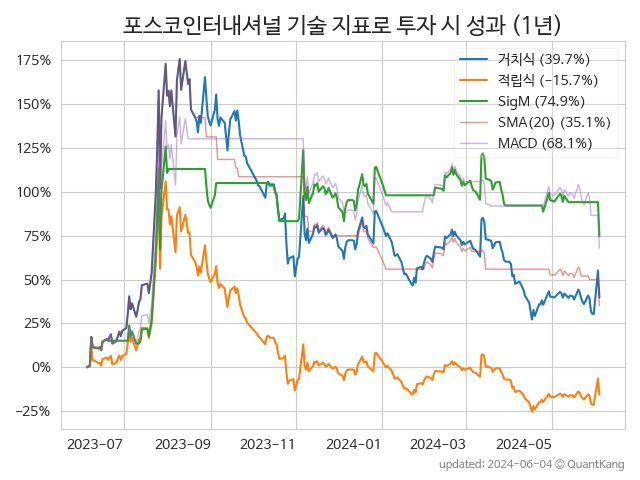 포스코인터내셔널 기술 지표로 투자 시 성과 (1년)
175%
150%
125%
100%
75%
50%
25%
0%
−25%
거치식 (39.7%)
적립식 (−15.7%)
SigM (74.9%)
SMA(20) (35.1%)
MACD (68.1%)
2023−07
2023−09
2023−11
2024−01
2024−03
2024−05
updated: 2024-06-04 © QuantKang